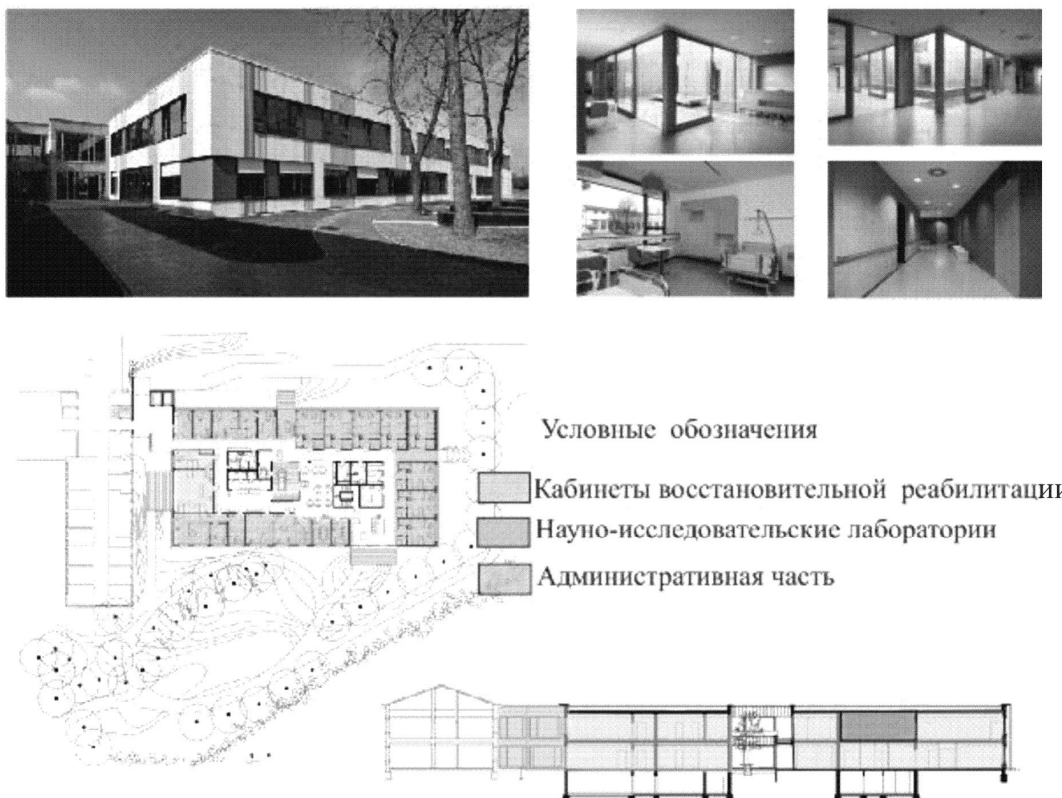 Условные обозначения
Кабинеты восстановительной реабилитации
Науно-исследовательские лаборатории
Административная часть